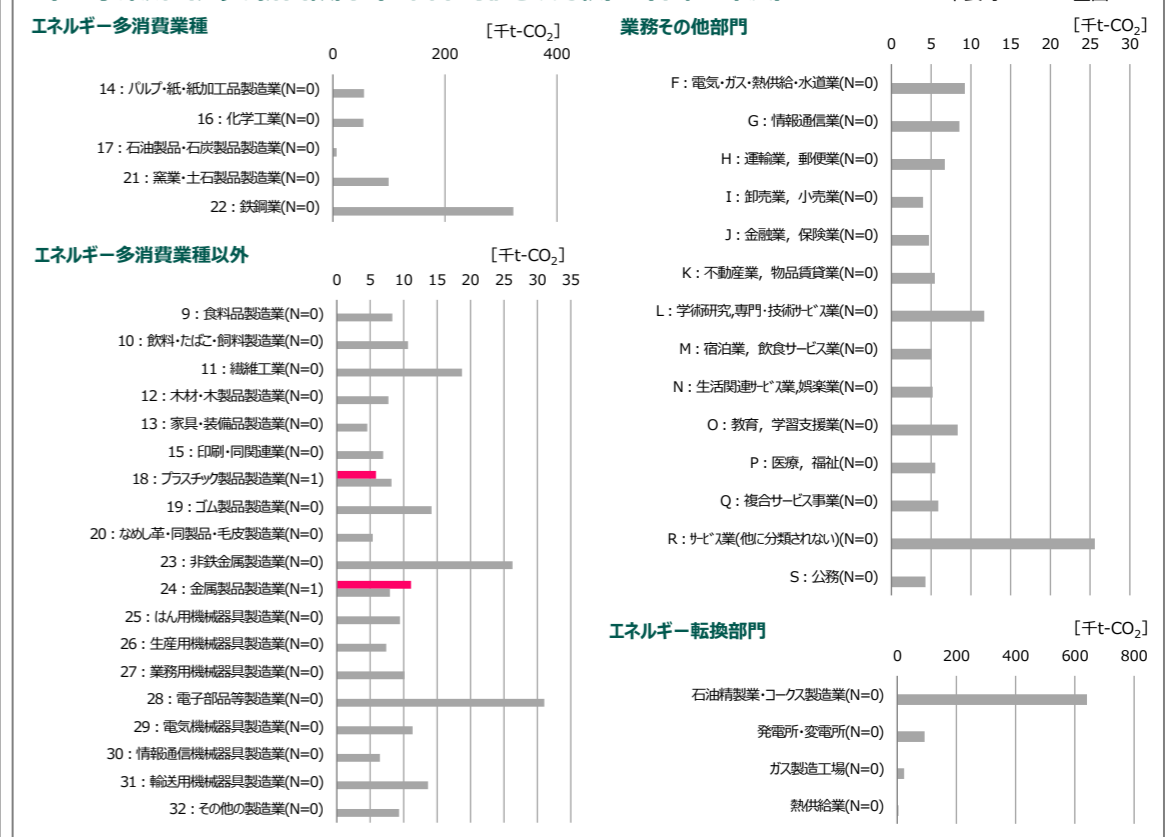 エネルギー多消費業種
[千t-CO2]
0 200 400
14：パルプ・紙・紙加工品製造業(N=0)
16：化学工業(N=0)
17：石油製品・石炭製品製造業(N=0)
21：窯業・土石製品製造業(N=0)
22：鉄鋼業(N=0)
エネルギー多消費業種以外
[千t-CO2]
0 5 10 15 20 25 30 35
9：食料品製造業(N=0)
10：飲料・たばこ・飼料製造業(N=0)
11：繊維工業(N=0)
12：木材・木製品製造業(N=0)
13：家具・装備品製造業(N=0)
15：印刷・同関連業(N=0)
18：プラスチック製品製造業(N=1)
19：ゴム製品製造業(N=0)
20：なめし革・同製品・毛皮製造業(N=0)
23：非鉄金属製造業(N=0)
24：金属製品製造業(N=1)
25：はん用機械器具製造業(N=0)
26：生産用機械器具製造業(N=0)
27：業務用機械器具製造業(N=0)
28：電子部品等製造業(N=0)
29：電気機械器具製造業(N=0)
30：情報通信機械器具製造業(N=0)
31：輸送用機械器具製造業(N=0)
32：その他の製造業(N=0)
業務その他部門
[千t-CO2]
0 5 10 15 20 25 30
F：電気・ガス・熱供給・水道業(N=0)
G：情報通信業(N=0)
H：運輸業，郵便業(N=0)
I：卸売業，小売業(N=0)
J：金融業，保険業(N=0)
K：不動産業，物品賃貸業(N=0)
L：学術研究,専門・技術サービス業(N=0)
M：宿泊業，飲食サービス業(N=0)
N：生活関連サービス業,娯楽業(N=0)
O：教育，学習支援業(N=0)
P：医療，福祉(N=0)
Q：複合サービス事業(N=0)
R：サービス業(他に分類されない)(N=0)
S：公務(N=0)
エネルギー転換部門
[千t-CO2]
0 200 400 600 800
石油精製業・コークス製造業(N=0)
発電所・変電所(N=0)
ガス製造工場(N=0)
熱供給業(N=0)